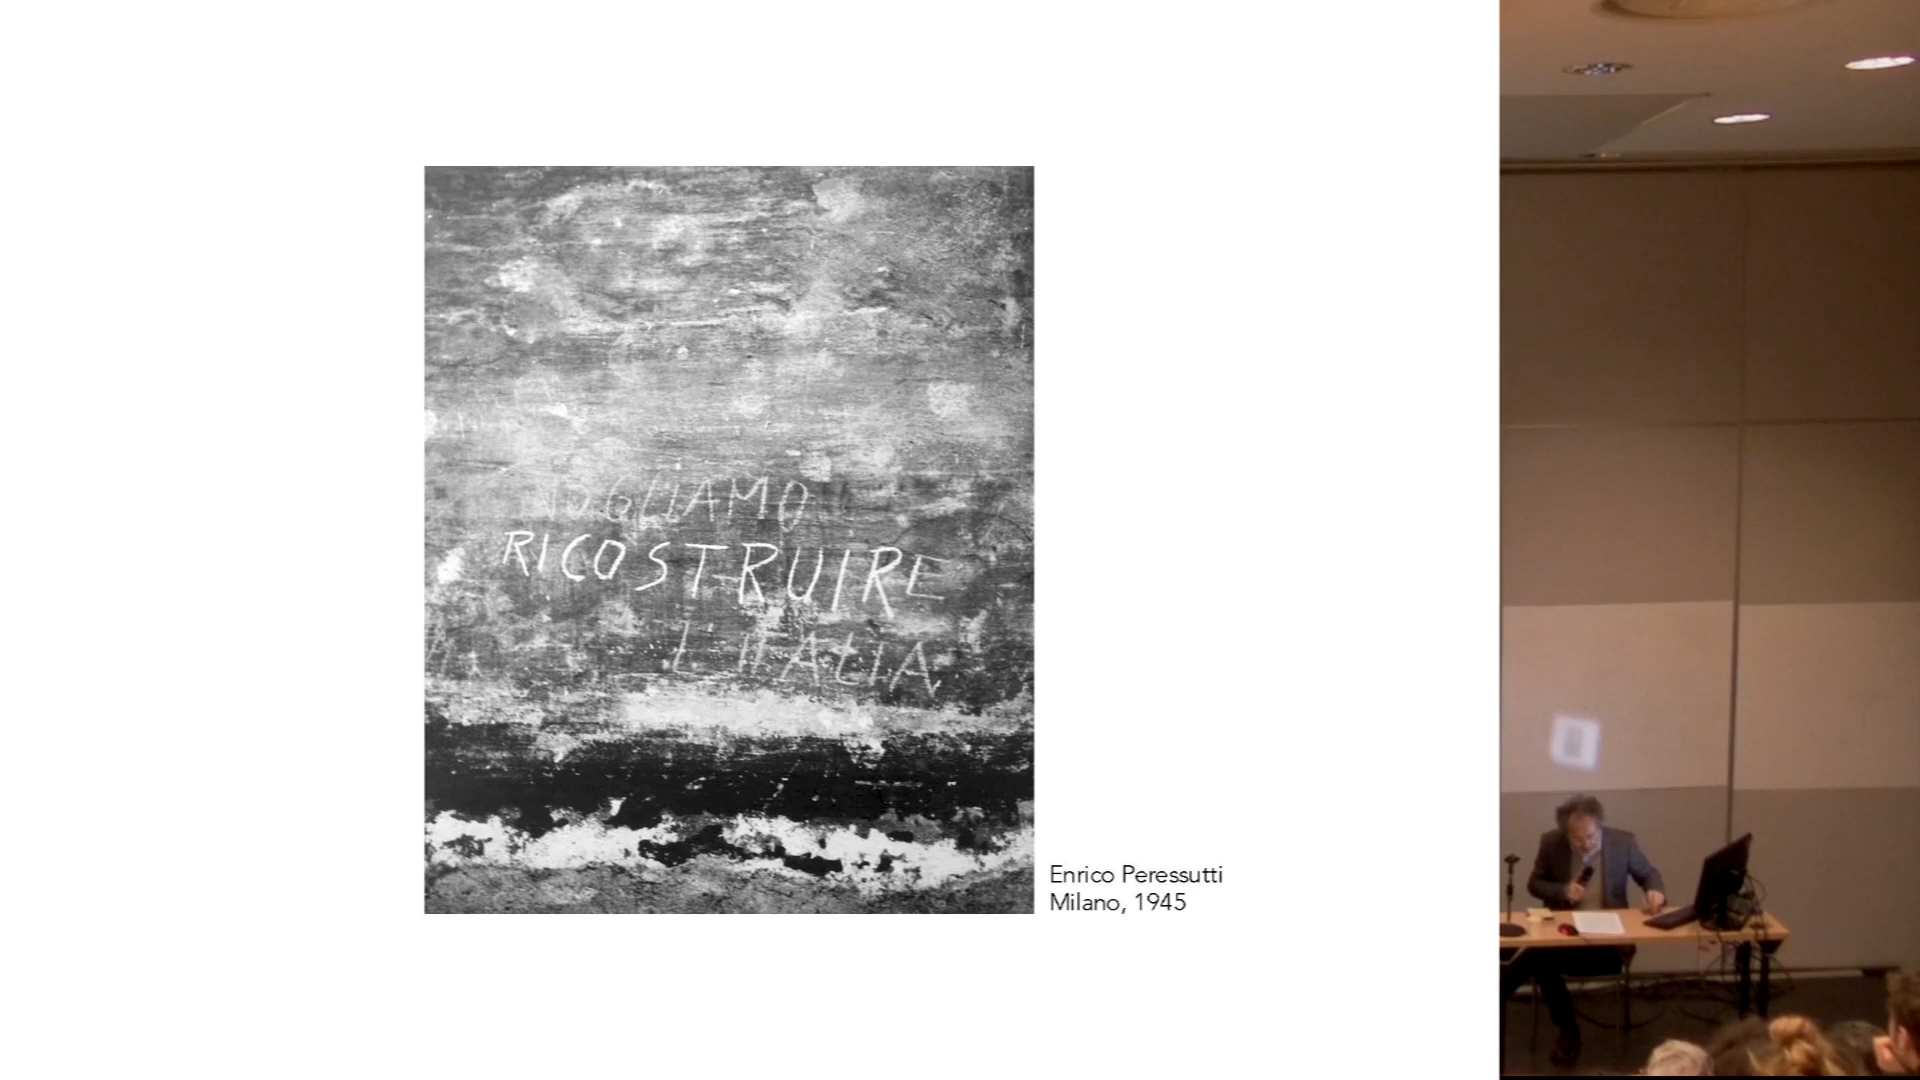 VOGLIAMO
RICOSTRUIRE
L'ITALIA
Enrico Peressutti
Milano, 1945